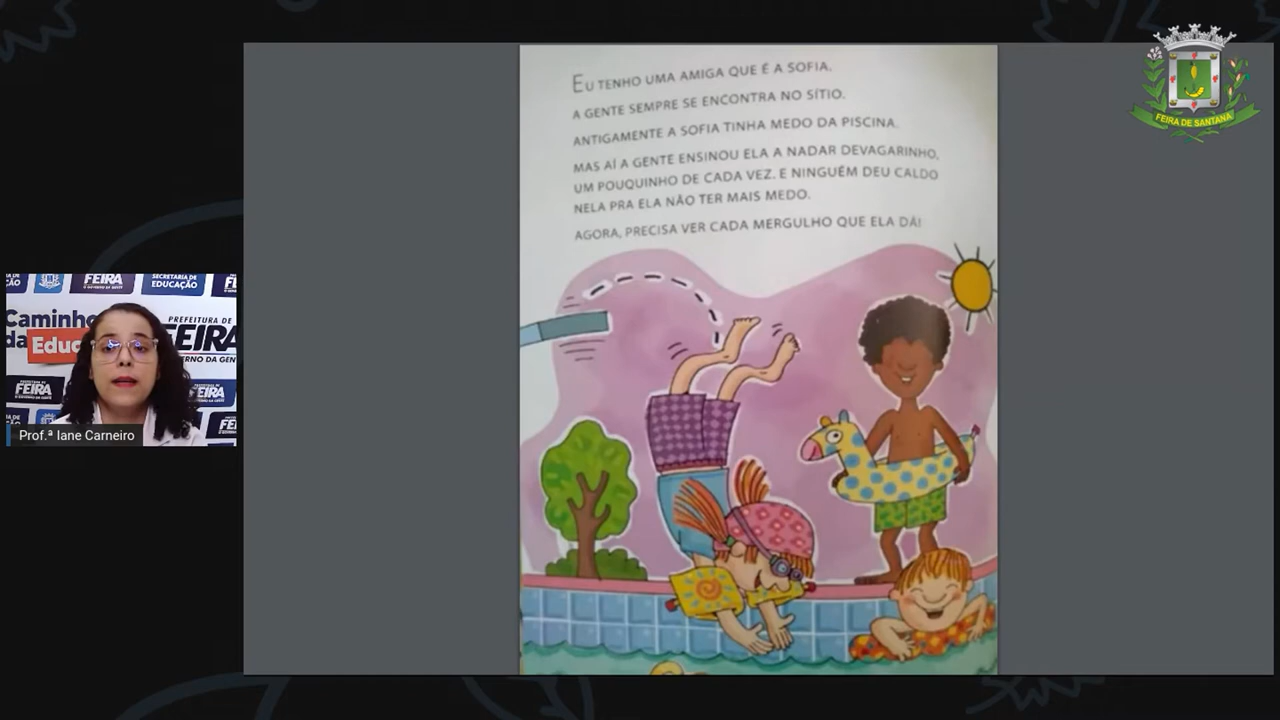 EU TENHO UMA AMIGA QUE É A SOFIA.
A GENTE SEMPRE SE ENCONTRA NO SÍTIO.
ANTIGAMENTE A SOFIA TINHA MEDO DA PISCINA.
MAS AÍ A GENTE ENSINOU ELA A NADAR DEVAGARINHO,
UM POUQUINHO DE CADA VEZ. E NINGUÉM DEU CALDO
NELA PRA ELA NÃO TER MAIS MEDO.
AGORA, PRECISA VER CADA MERGULHO QUE ELA DÁ!
FEIRA DE SANTANA
FEIRA
SECRETARIA DE
EDUCAÇÃO
Caminho
da Educ
PREFEITURA DE
FEIRA
FEIRA
Prof.ª Iane Carneiro